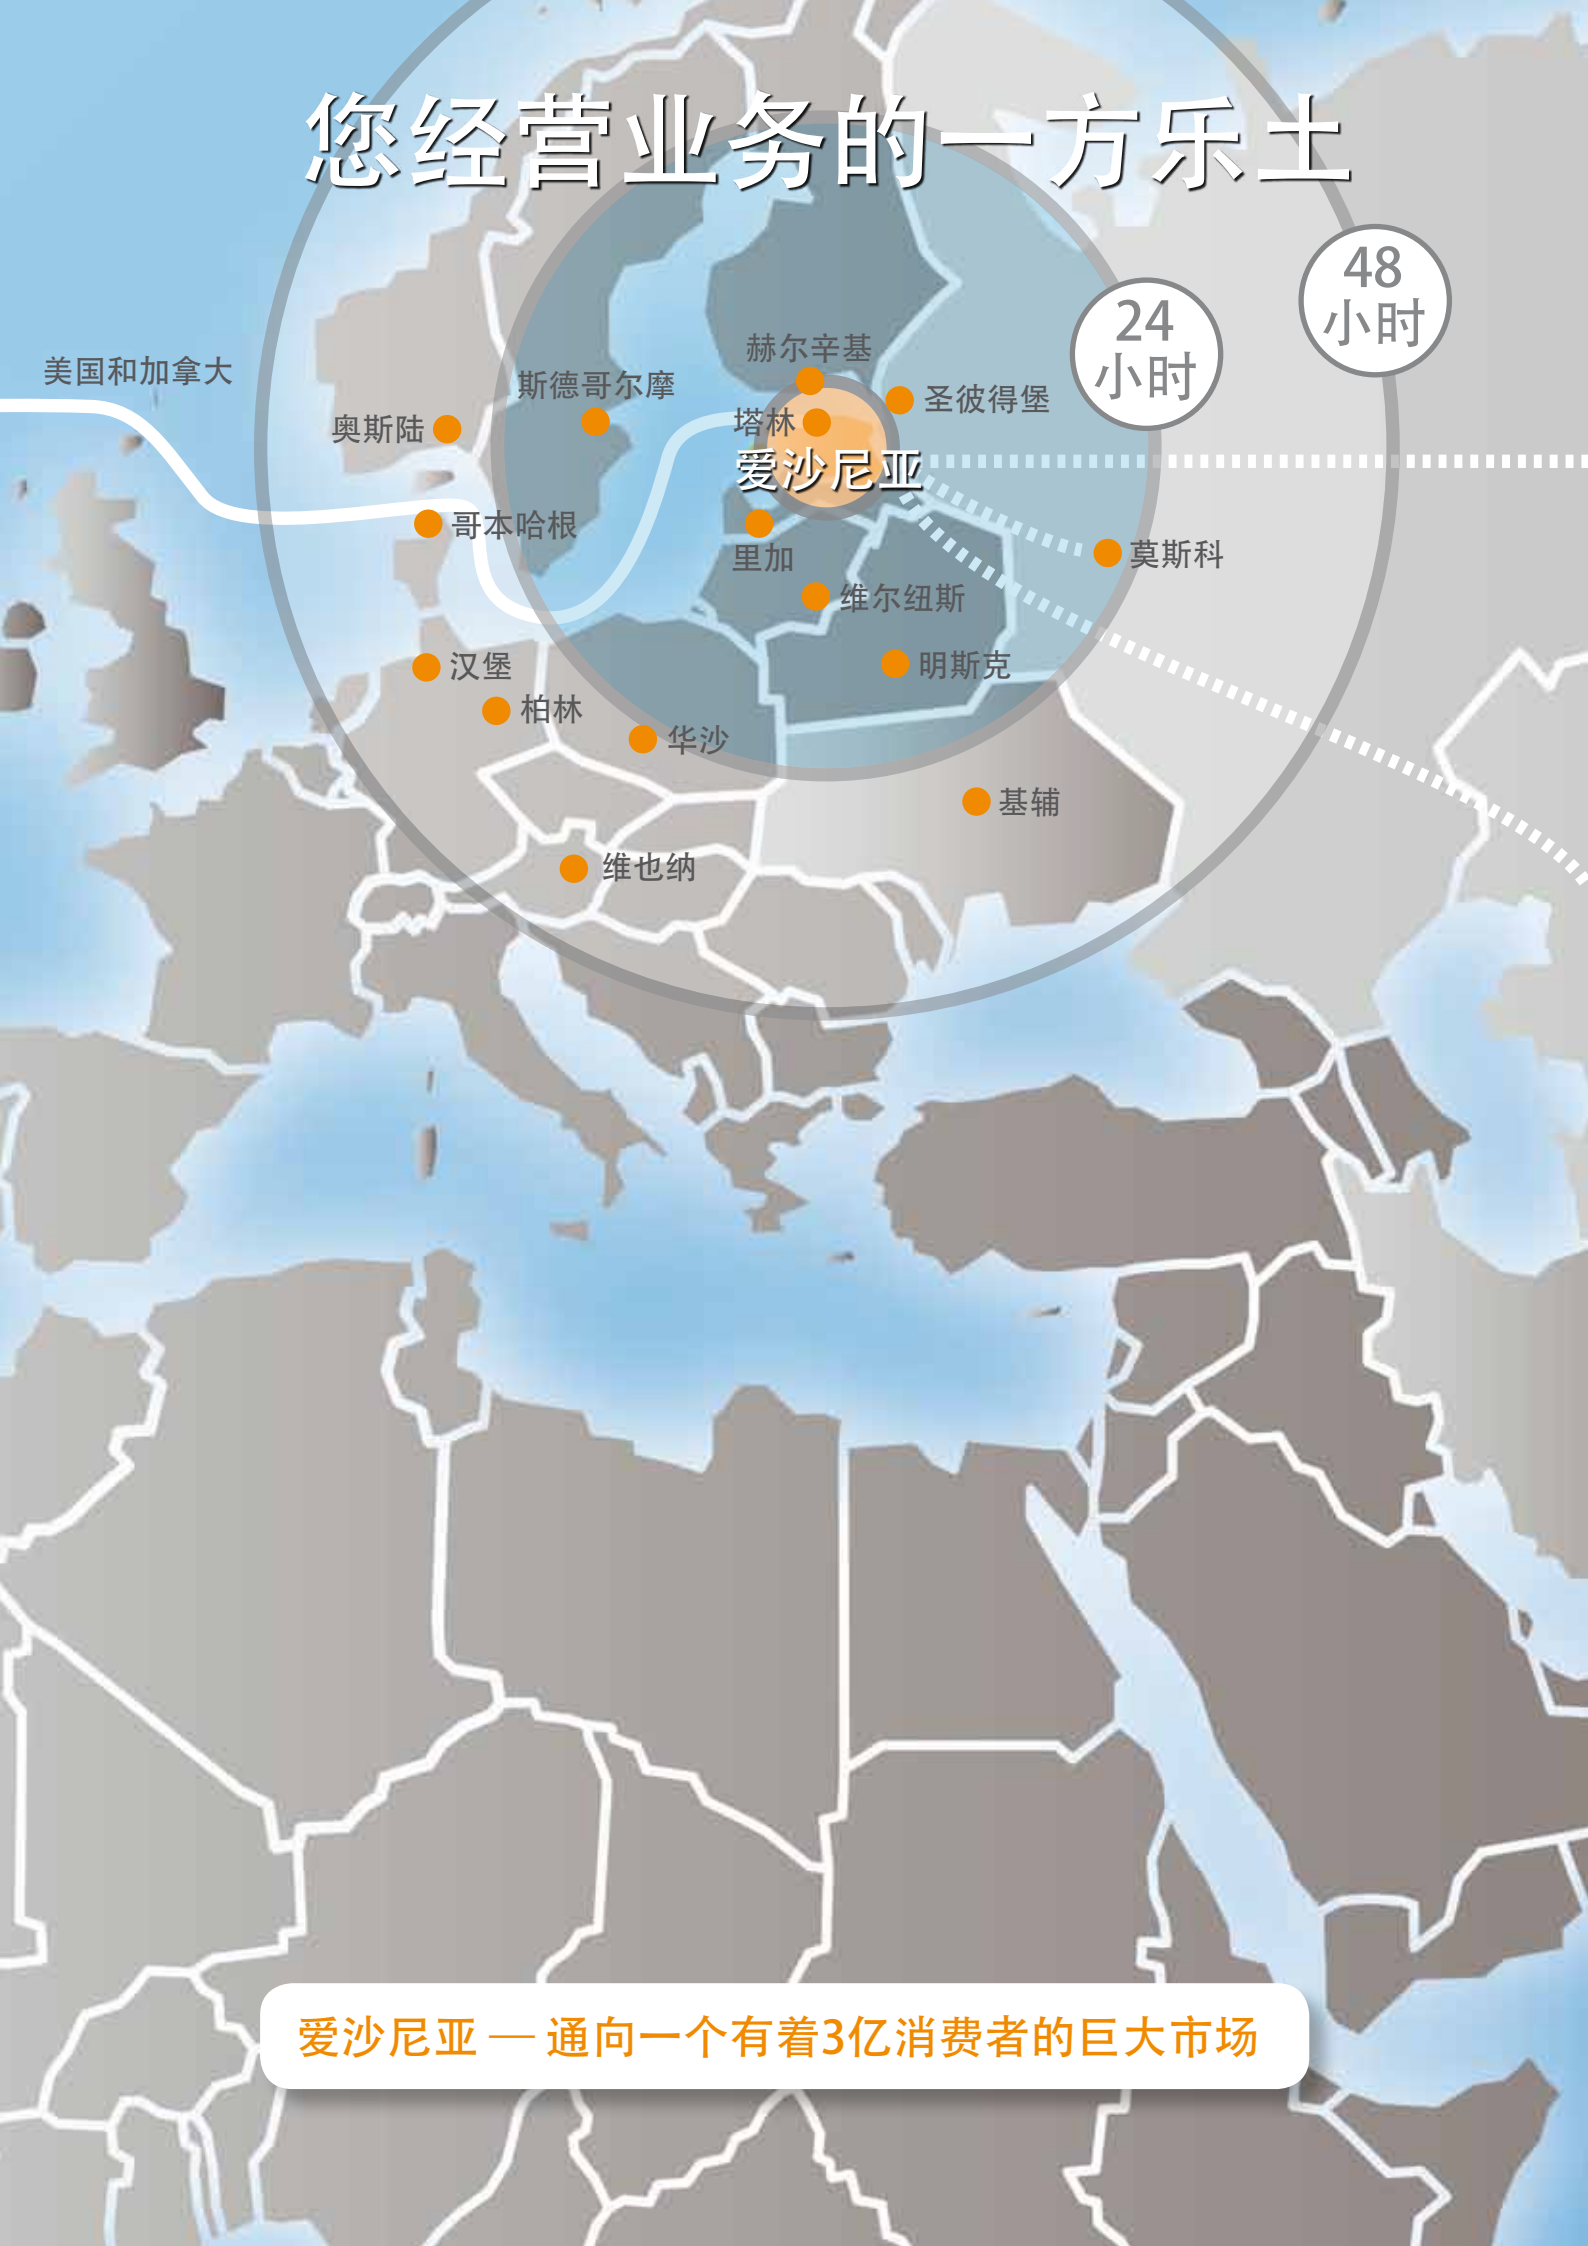 您经营业务的一方乐土
48
小时
24
小时
赫尔辛基
美国和加拿大
斯德哥尔摩
圣彼得堡
奥斯陆
塔林
爱沙尼亚
哥本哈根
里加
莫斯科
维尔纽斯
汉堡
明斯克
柏林
华沙
基辅
维也纳
爱沙尼亚 — 通向一个有着3亿消费者的巨大市场